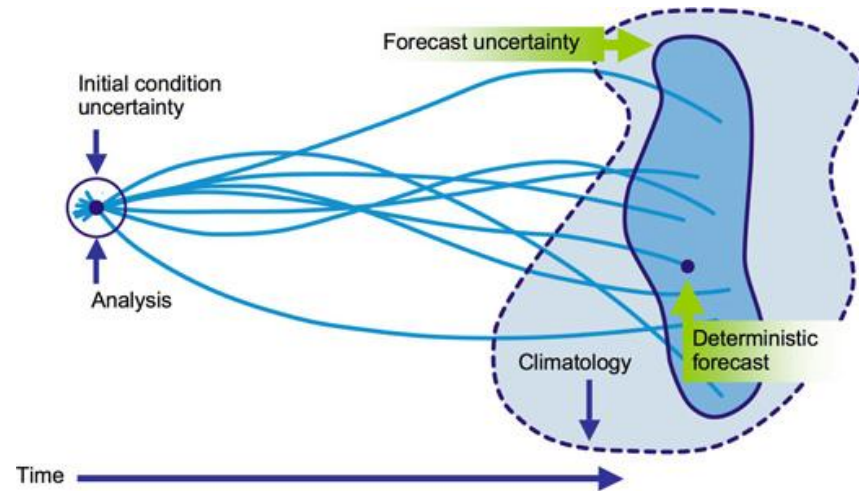 Forecast uncertainty
Initial condition
uncertainty
Analysis
Deterministic
forecast
Climatology
Time